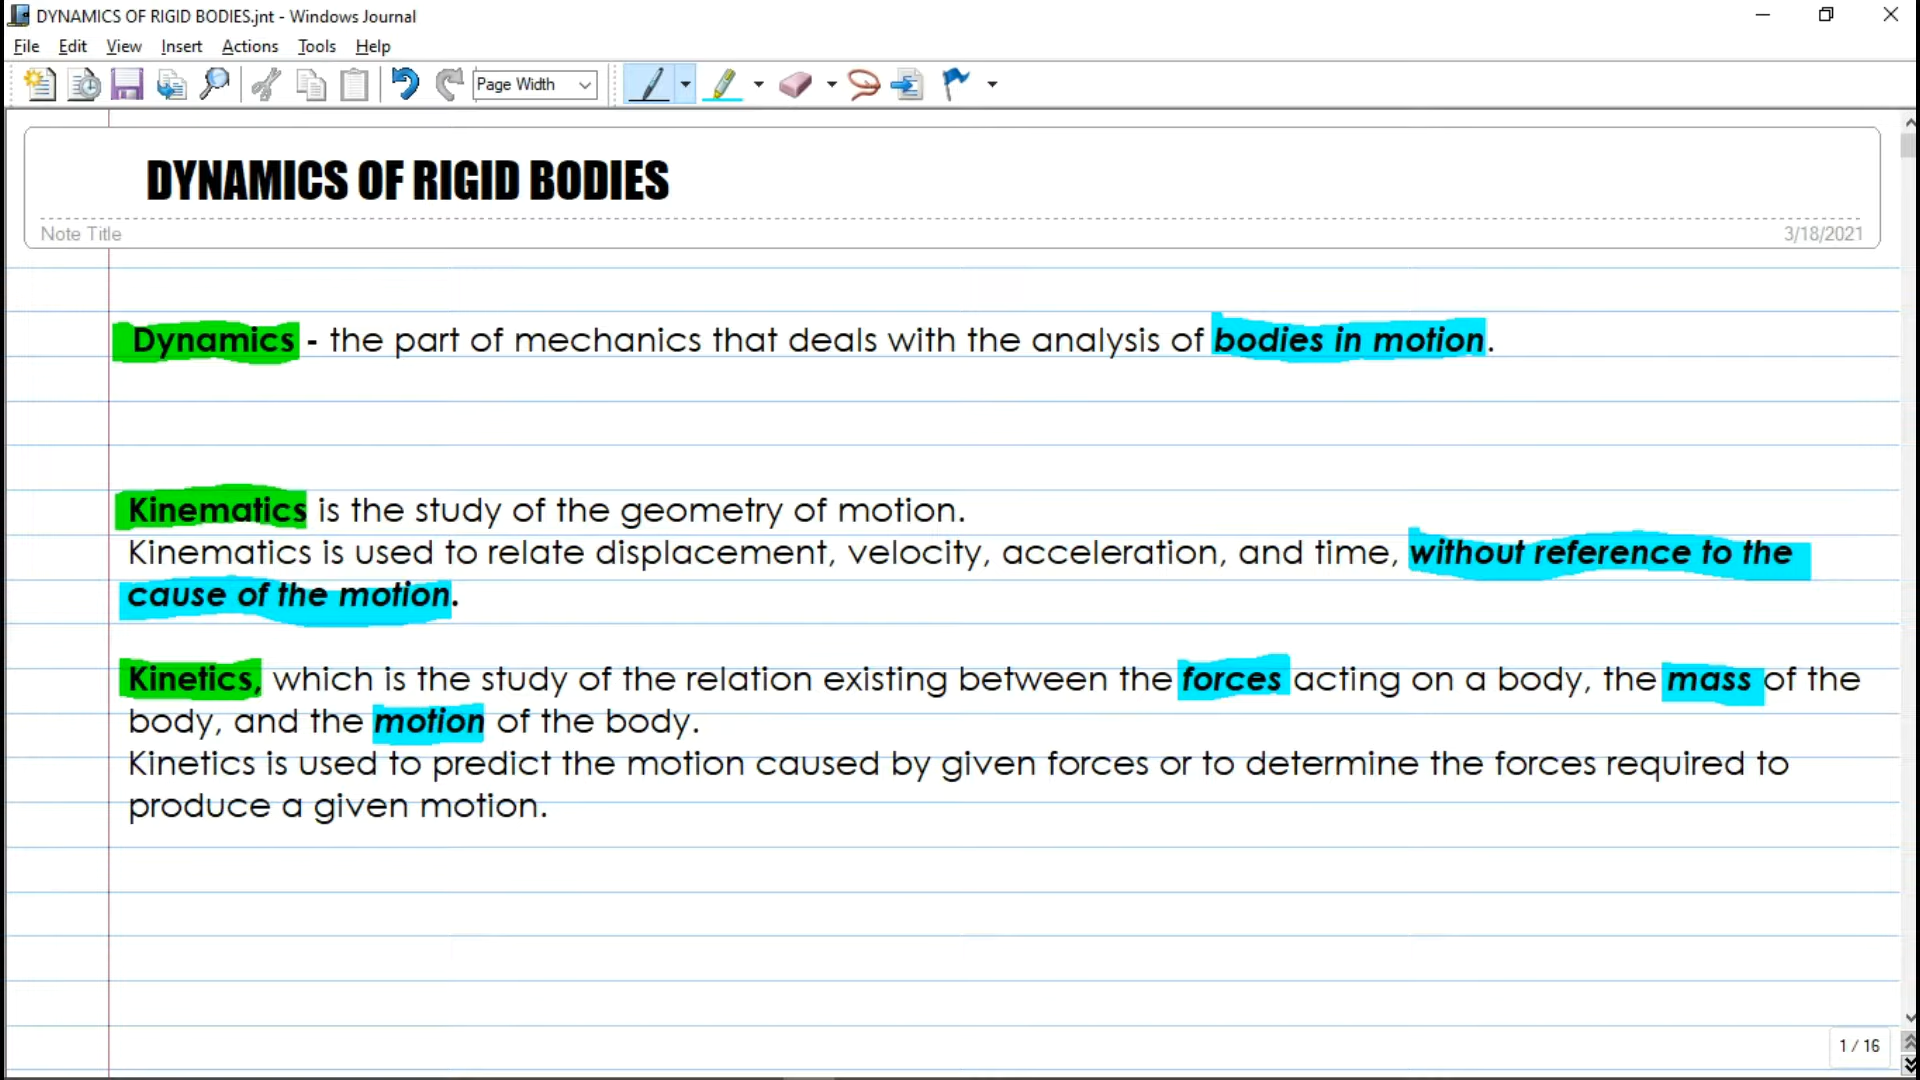 DYNAMICS OF RIGID BODIES.jnt - Windows Journal
File Edit View Insert Actions Tools Help
Page Width
DYNAMICS OF RIGID BODIES
Note Title
3/18/2021
Dynamics - the part of mechanics that deals with the analysis of bodies in motion.
Kinematics is the study of the geometry of motion.
Kinematics is used to relate displacement, velocity, acceleration, and time, without reference to the
cause of the motion.
Kinetics, which is the study of the relation existing between the forces acting on a body, the mass of the
body, and the motion of the body.
Kinetics is used to predict the motion caused by given forces or to determine the forces required to
produce a given motion.
1 / 16